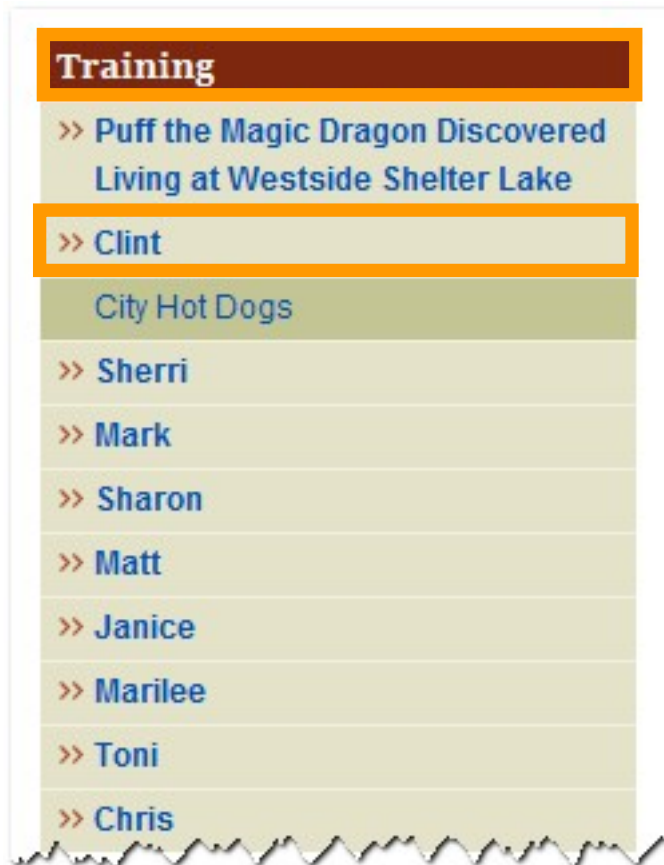 Training
>> Puff the Magic Dragon Discovered
Living at Westside Shelter Lake
>> Clint
City Hot Dogs
>> Sherri
>> Mark
>> Sharon
>> Matt
>> Janice
>> Marilee
>> Toni
>> Chris